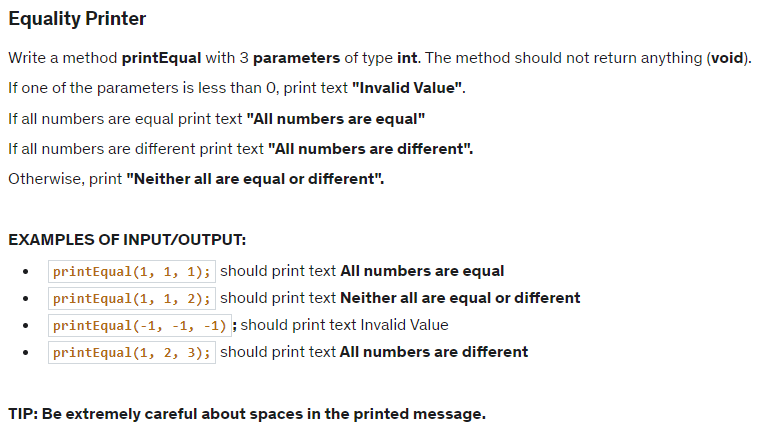 Equality Printer
Write a method printEqual with 3 parameters of type int. The method should not return anything (void).
If one of the parameters is less than 0, print text "Invalid Value".
If all numbers are equal print text "All numbers are equal"
If all numbers are different print text "All numbers are different".
Otherwise, print "Neither all are equal or different".
EXAMPLES OF INPUT/OUTPUT:
• printEqual(1, 1, 1); should print text All numbers are equal
• printEqual(1, 1, 2); should print text Neither all are equal or different
• printEqual(-1, -1, -1) ; should print text Invalid Value
• printEqual(1, 2, 3); should print text All numbers are different
TIP: Be extremely careful about spaces in the printed message.